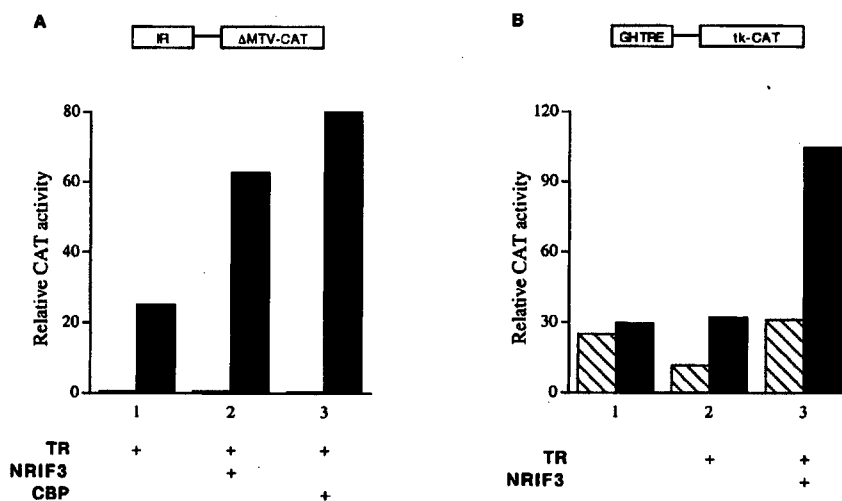 A
IR
ΔMTV-CAT
80
60
40
20
0
Relative CAT activity
1 2 3
TR + + +
NRIF3 +
CBP +
B
GHTRE
tk-CAT
120
90
60
30
0
Relative CAT activity
1 2 3
TR + +
NRIF3 +